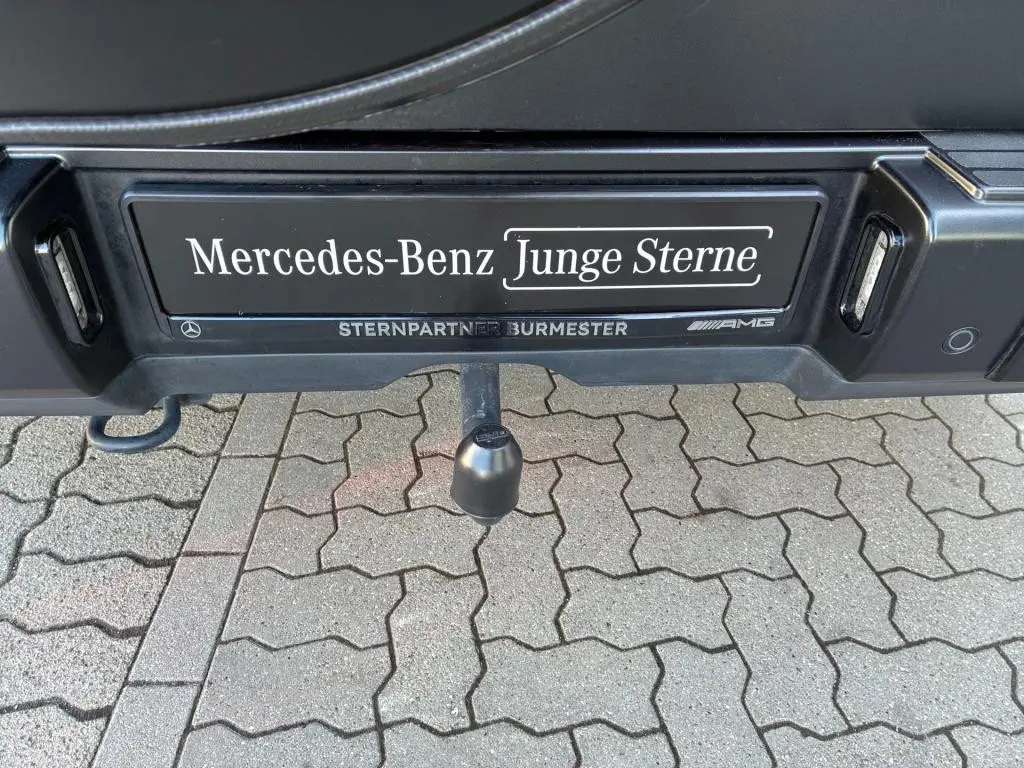 Mercedes-Benz Junge Sterne
STERNPARTNER BURMESTER AMG